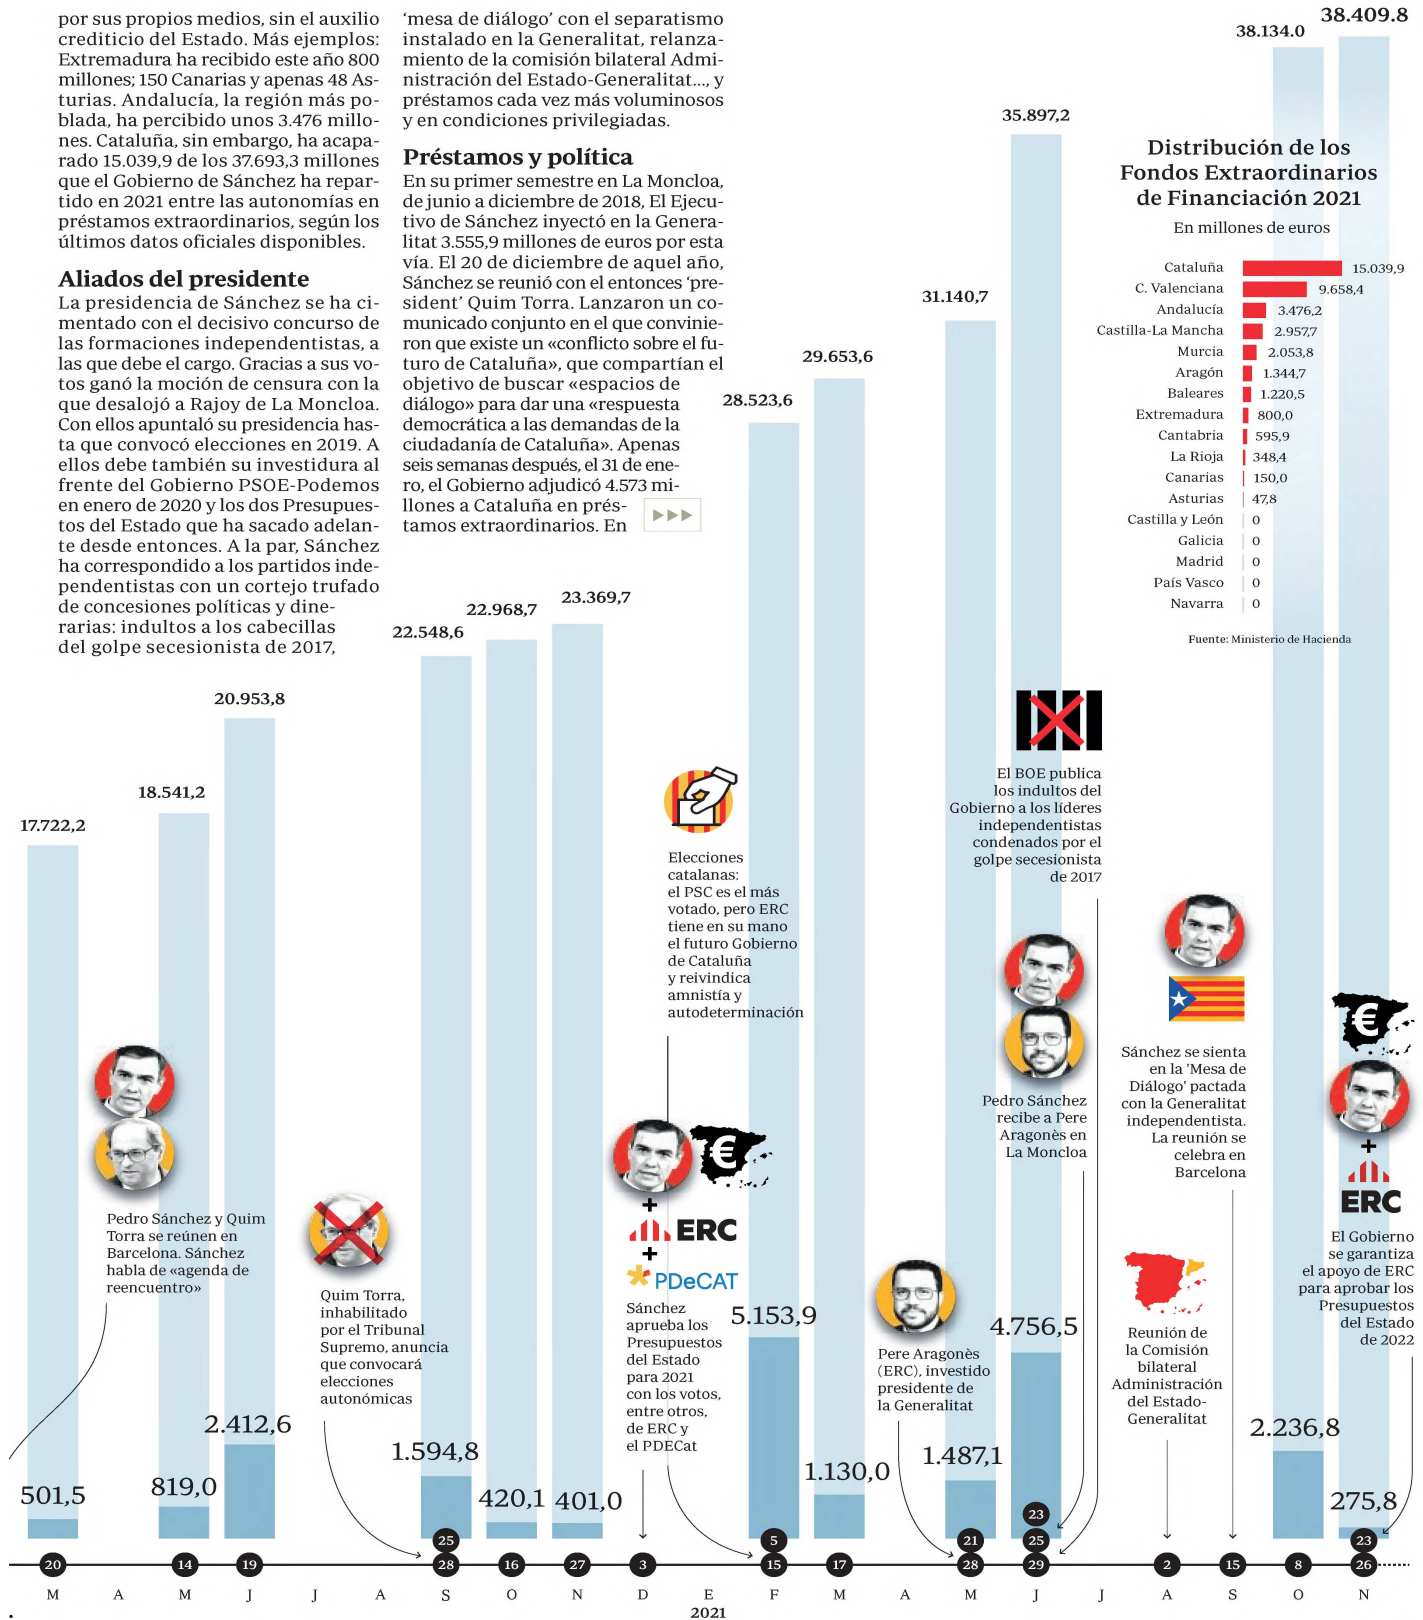 por sus propios medios, sin el auxilio
crediticio del Estado. Más ejemplos:
Extremadura ha recibido este año 800
millones; 150 Canarias y apenas 48 As-
turias. Andalucía, la región más po-
blada, ha percibido unos 3.476 millo-
nes. Cataluña, sin embargo, ha acapa-
rado 15.039,9 de los 37.693,3 millones
que el Gobierno de Sánchez ha repar-
tido en 2021 entre las autonomías en
préstamos extraordinarios, según los
últimos datos oficiales disponibles.
Aliados del presidente
La presidencia de Sánchez se ha ci-
mentado con el decisivo concurso de
las formaciones independentistas, a
las que debe el cargo. Gracias a sus vo-
tos ganó la moción de censura con la
que desalojó a Rajoy de La Moncloa.
Con ellos apuntaló su presidencia has-
ta que convocó elecciones en 2019. A
ellos debe también su investidura al
frente del Gobierno PSOE-Podemos
en enero de 2020 y los dos Presupues-
tos del Estado que ha sacado adelan-
te desde entonces. A la par, Sánchez
ha correspondido a los partidos inde-
pendentistas con un cortejo trufado
de concesiones políticas y dine-
rarias: indultos a los cabecillas
del golpe secesionista de 2017,
‘mesa de diálogo’ con el separatismo
instalado en la Generalitat, relanza-
miento de la comisión bilateral Admi-
nistración del Estado-Generalitat..., y
préstamos cada vez más voluminosos
y en condiciones privilegiadas.
Préstamos y política
En su primer semestre en La Moncloa,
de junio a diciembre de 2018, El Ejecu-
tivo de Sánchez inyectó en la Genera-
litat 3.555,9 millones de euros por esta
vía. El 20 de diciembre de aquel año,
Sánchez se reunió con el entonces ‘pre-
sident’ Quim Torra. Lanzaron un co-
municado conjunto en el que convinie-
ron que existe un «conflicto sobre el fu-
turo de Cataluña», que compartían el
objetivo de buscar «espacios de
diálogo» para dar una «respuesta
democrática a las demandas de la
ciudadanía de Cataluña». Apenas
seis semanas después, el 31 de ene-
ro, el Gobierno adjudicó 4.573 mi-
llones a Cataluña en prés-
tamos extraordinarios. En
Distribución de los
Fondos Extraordinarios
de Financiación 2021
En millones de euros
Cataluña 15.039,9
C. Valenciana 9.658,4
Andalucía 3.476,2
Castilla-La Mancha 2.957,7
Murcia 2.053,8
Aragón 1.344,7
Baleares 1.220,5
Extremadura 800,0
Cantabria 595,9
La Rioja 348,4
Canarias 150,0
Asturias 47,8
Castilla y León 0
Galicia 0
Madrid 0
País Vasco 0
Navarra 0
Fuente: Ministerio de Hacienda
17.722,2
18.541,2
20.953,8
22.548,6
22.968,7
23.369,7
28.523,6
29.653,6
31.140,7
35.897,2
38.134.0
38.409.8
Pedro Sánchez y Quim
Torra se reúnen en
Barcelona. Sánchez
habla de «agenda de
reencuentro»
Quim Torra,
inhabilitado
por el Tribunal
Supremo, anuncia
que convocará
elecciones
autonómicas
€
+
ERC
+
PDeCAT
Sánchez
aprueba los
Presupuestos
del Estado
para 2021
con los votos,
entre otros,
de ERC y
el PDECat
Elecciones
catalanas:
el PSC es el más
votado, pero ERC
tiene en su mano
el futuro Gobierno
de Cataluña
y reivindica
amnistía y
autodeterminación
Pere Aragonès
(ERC), investido
presidente de
la Generalitat
El BOE publica
los indultos del
Gobierno a los líderes
independentistas
condenados por el
golpe secesionista
de 2017
Pedro Sánchez
recibe a Pere
Aragonès en
La Moncloa
Sánchez se sienta
en la 'Mesa de
Diálogo' pactada
con la Generalitat
independentista.
La reunión se
celebra en
Barcelona
Reunión de
la Comisión
bilateral
Administración
del Estado-
Generalitat
€
+
ERC
El Gobierno
se garantiza
el apoyo de ERC
para aprobar los
Presupuestos
del Estado
de 2022
501,5
819,0
2.412,6
1.594,8
420,1
401,0
5.153,9
1.130,0
1.487,1
4.756,5
2.236,8
275,8
23
25 5 21 25 23
20 14 19 28 16 27 3 15 17 28 29 2 15 8 26
M A M J J A S O N D E F M A M J J A S O N
2021